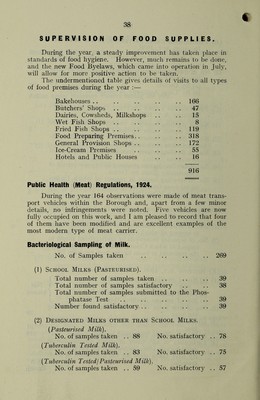 38
SUPERVISION OF FOOD SUPPLIES.
During the year, a steady improvement has taken place in
standards of food hygiene. However, much remains to be done,
and the new Food Byelaws, which came into operation in July,
will allow for more positive action to be taken.
The undermentioned table gives details of visits to all types
of food premises during the year :—
Bakehouses .. .. .. .. .. 166
Butchers' Shops .. .. .. .. 47
Dairies, Cowsheds, Milkshops .. .. 15
Wet Fish Shops .. .. .. .. 8
Fried Fish Shops .. .. .. .. 119
Food Preparing Premises.. .. .. 318
General Provision Shops .. .. .. 172
Ice-Cream Premises .. .. .. 55
Hotels and Public Houses .. .. 16
916
Public Health (Meat) Regulations, 1924.
During the year 164 observations were made of meat trans-
port vehicles within the Borough and, apart from a few minor
details, no infringements were noted. Five vehicles are now
fully occupied on this work, and I am pleased to record that four
of them have been modified and are excellent examples of the
most modern type of meat carrier.
Bacteriological Sampling of Milk.
No. of Samples taken .. .. .. 269
(1) School Milks (Pasteurised).
Total number of samples taken .. .. .. 39
Total number of samples satisfactory .. .. 38
Total number of samples submitted to the Phos-
phatase Test .. .. .. .. .. 39
Number found satisfactory .. .. .. .. 39
(2) Designated Milks other than School Milks.
(Pasteurised Milk).
No. of samples taken .. 88 No. satisfactory .. 78
(Tuberculin Tested Milk).
No. of samples taken .. 83 No. satisfactory .. 75
(Tuberculin Tested/Pasteurised Milk).
No. of samples taken .. 59 No. satisfactory .. 57